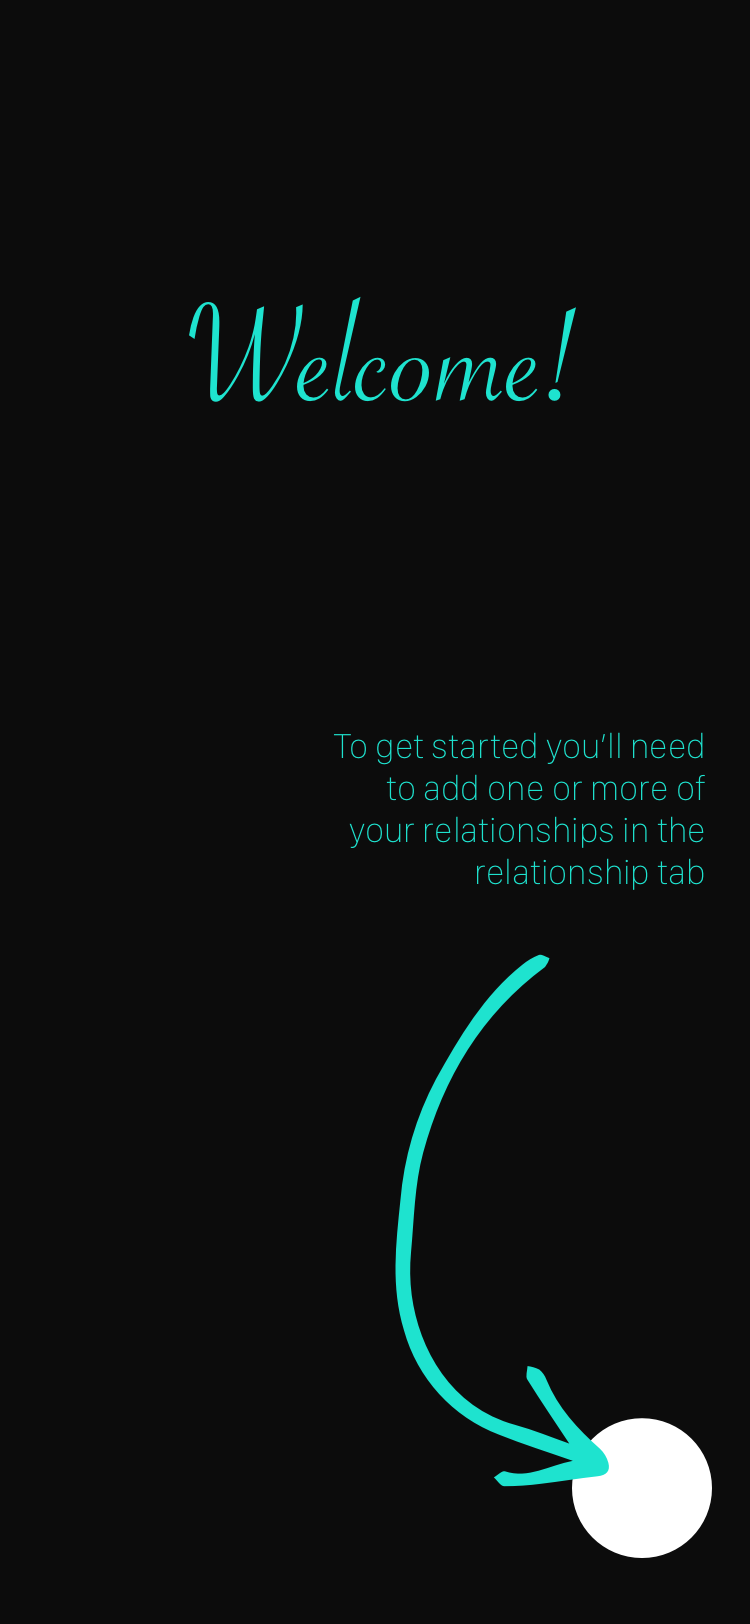 Welcome!
To get started you'll need
to add one or more of
your relationships in the
relationship tab